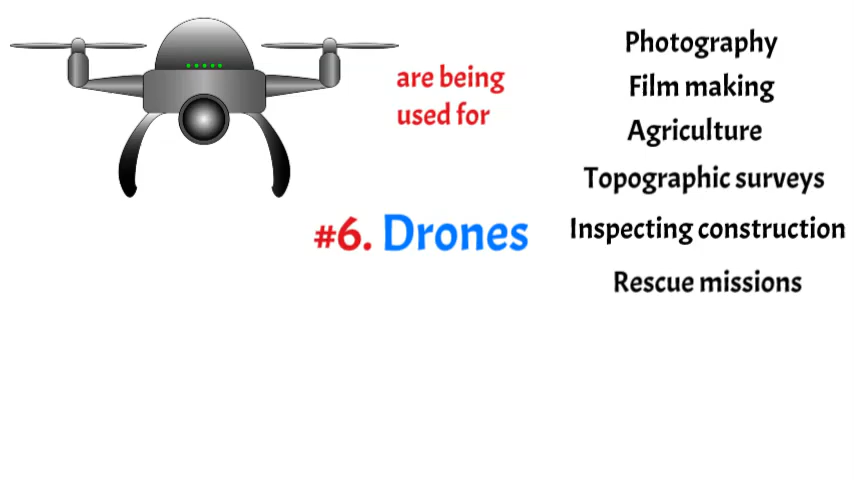 are being
used for
#6. Drones
Photography
Film making
Agriculture
Topographic surveys
Inspecting construction
Rescue missions